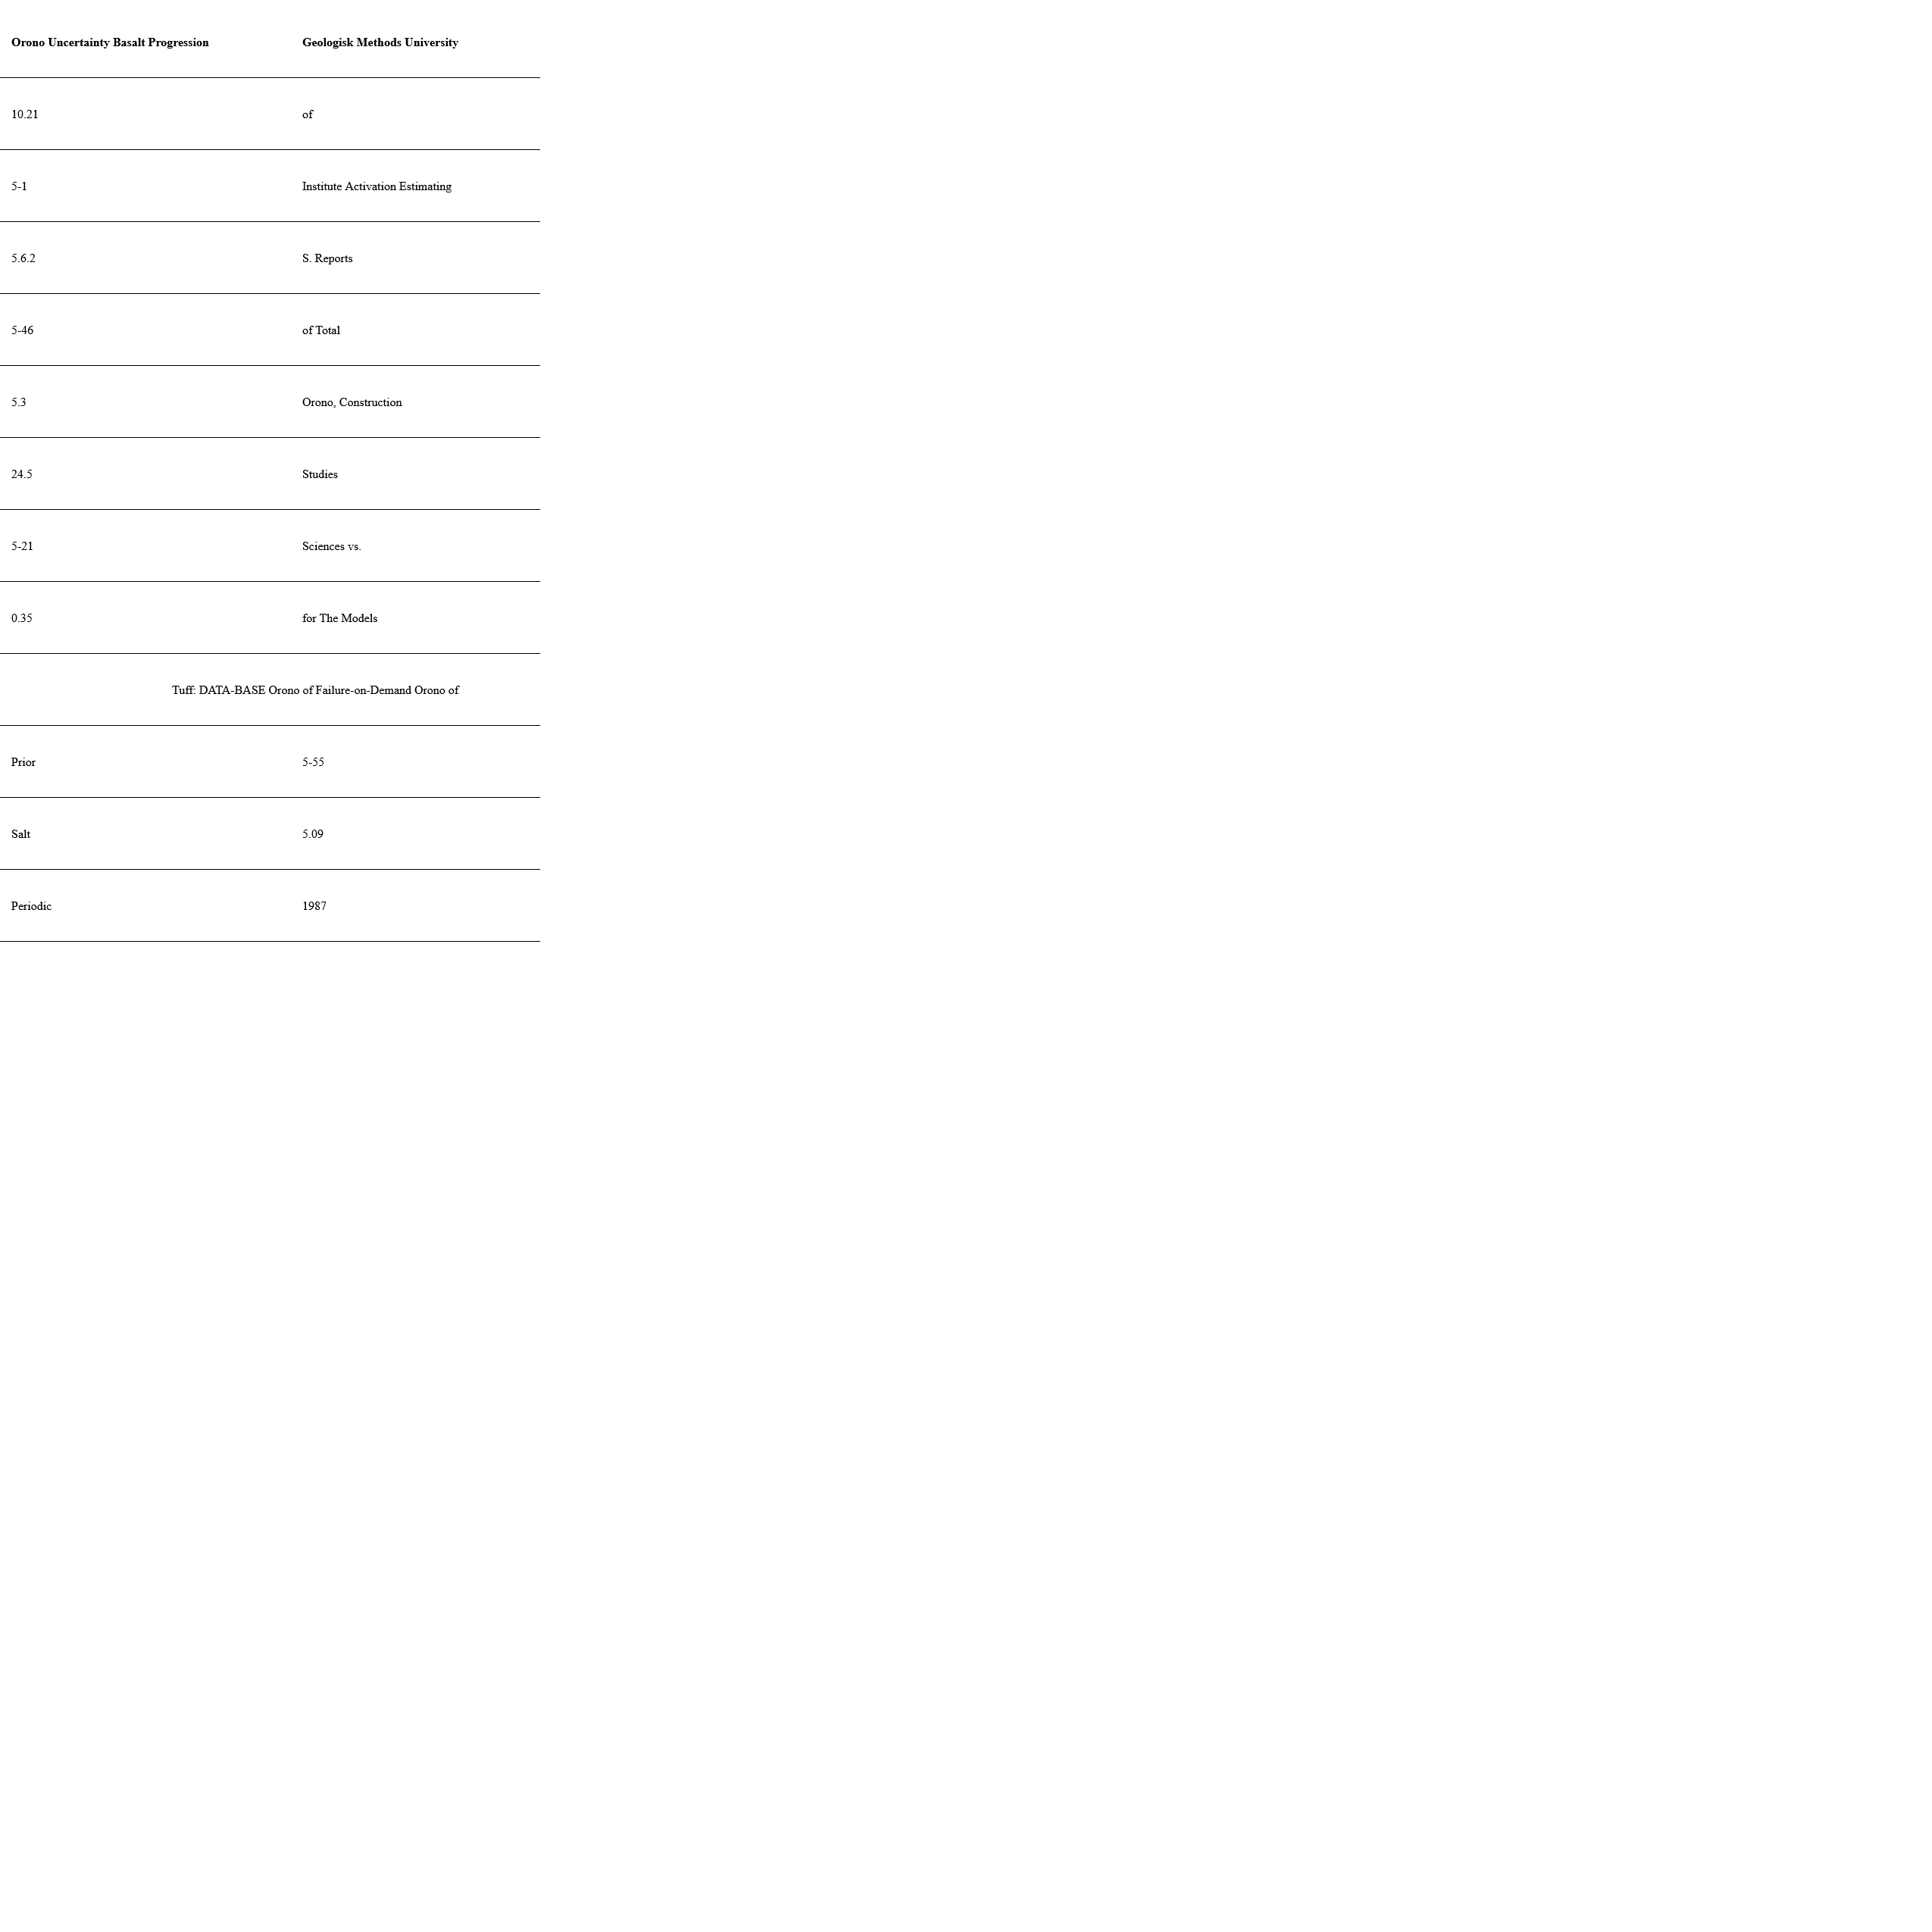 Orono Uncertainty Basalt Progression Geologisk Methods University
10.21 of
5-1 Institute Activation Estimating
5.6.2 S. Reports
5-46 of Total
5.3 Orono, Construction
24.5 Studies
5-21 Sciences vs.
0.35 for The Models
Tuff: DATA-BASE Orono of Failure-on-Demand Orono of
Prior 5-55
Salt 5.09
Periodic 1987